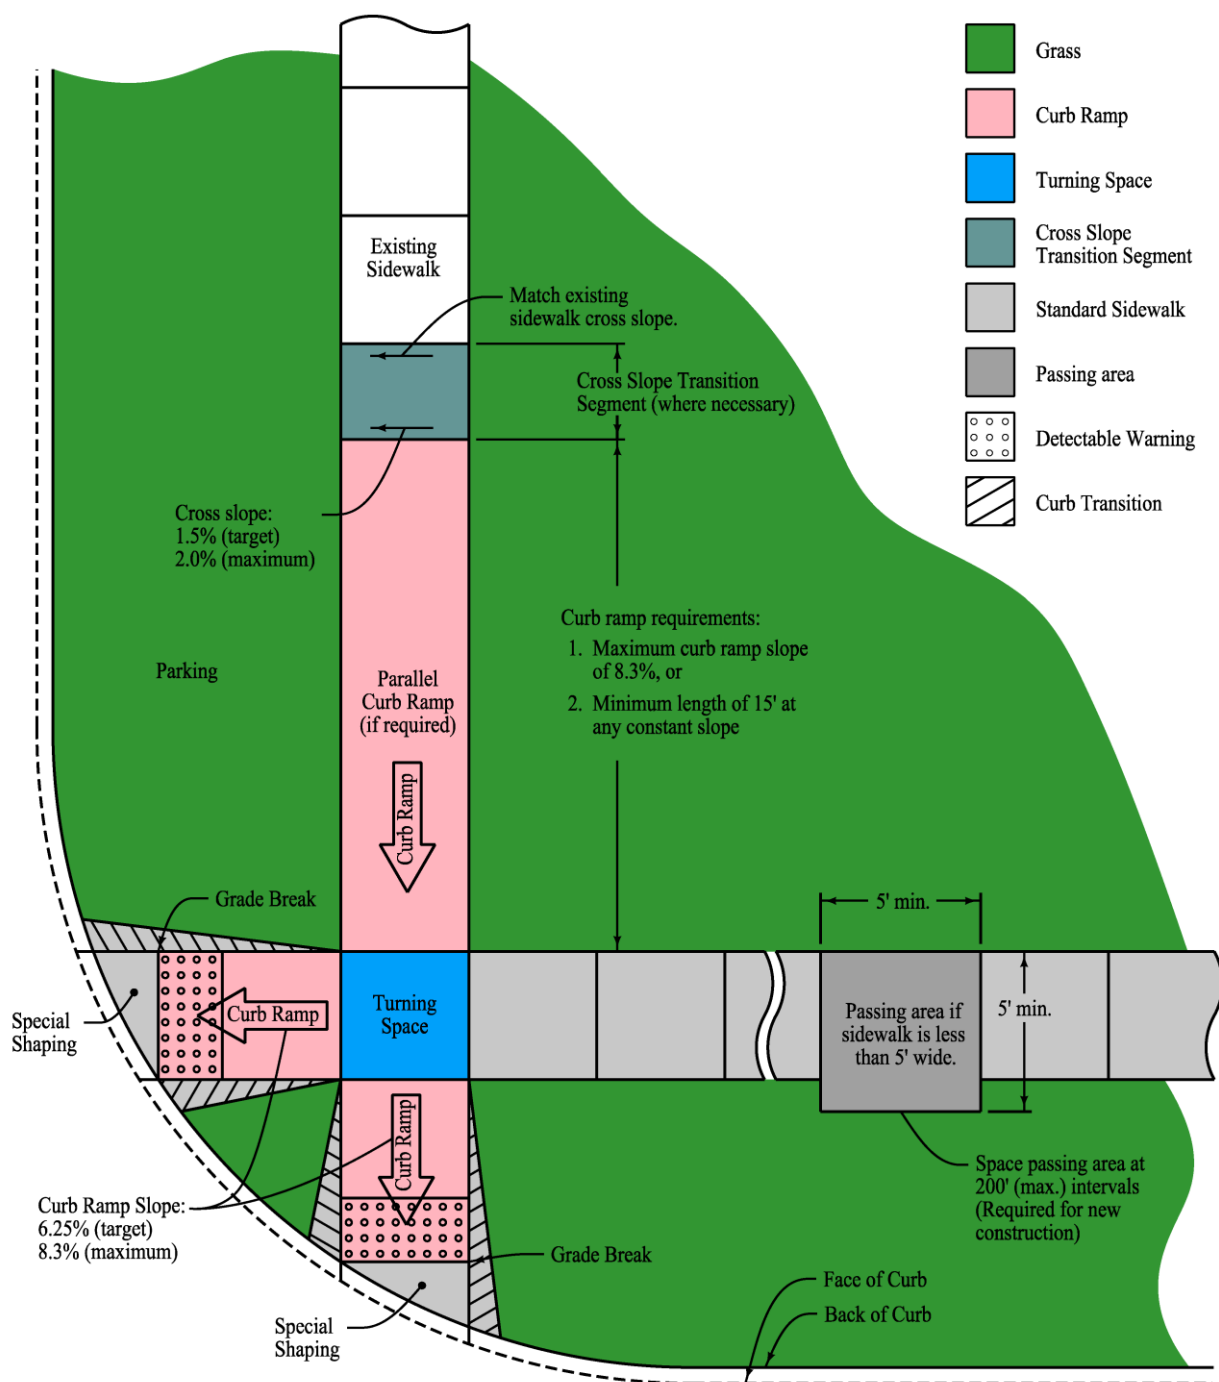 Grass
Curb Ramp
Turning Space
Cross Slope
Transition Segment
Standard Sidewalk
Passing area
Detectable Warning
Curb Transition
Existing
Sidewalk
Match existing
sidewalk cross slope.
Cross Slope Transition
Segment (where necessary)
Cross slope:
1.5% (target)
2.0% (maximum)
Curb ramp requirements:
1. Maximum curb ramp slope
of 8.3%, or
2. Minimum length of 15' at
any constant slope
Parking
Parallel
Curb Ramp
(if required)
Curb Ramp
Grade Break
5' min.
Special
Shaping
Curb Ramp
Turning
Space
Passing area if
sidewalk is less
than 5' wide.
5' min.
Curb Ramp
Curb Ramp Slope:
6.25% (target)
8.3% (maximum)
Space passing area at
200' (max.) intervals
(Required for new
construction)
Grade Break
Face of Curb
Back of Curb
Special
Shaping